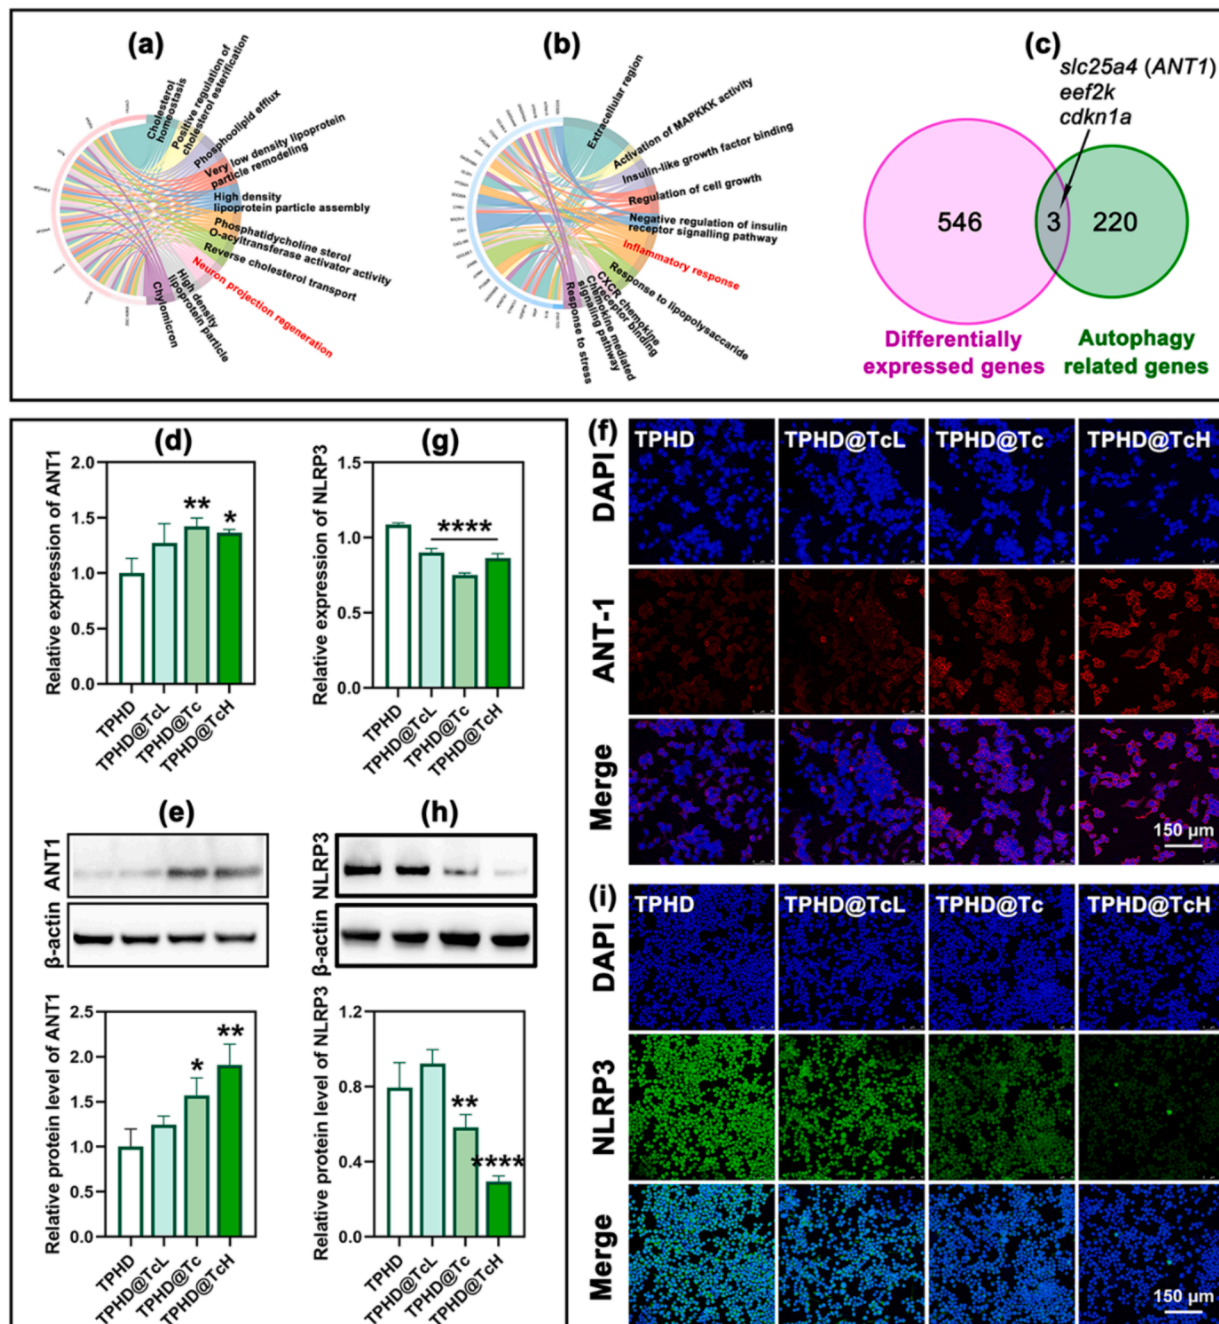 (a)
Cholesterol
homeostasis
Positive regulation of
cholesterol esterification
Phosphoolipid efflux
Very low density lipoprotein
particle remodeling
High density
lipoprotein particle assembly
Phosphatidycholine sterol
O-acyltransferase activator activity
Reverse cholesterol transport
Neuron projection regeneration
High density
lipoprotein particle
Chylomicron
(b)
Extracellular region
Activation of MAPKKK activity
Insulin-like growth factor binding
Regulation of cell growth
Negative regulation of insulin
receptor signalling pathway
Inflammatory response
Response to lipopolysaccaride
CXCR chemokine
receptor binding
Chemokine mediated
signaling pathway
Response to stress
(c)
slc25a4 (ANT1)
eef2k
cdkn1a
546
3
220
Differentially
expressed genes
Autophagy
related genes
(d)
Relative expression of ANT1
2.0
1.5
1.0
0.5
0.0
**
*
TPHD
TPHD@TcL
TPHD@Tc
TPHD@TcH
(g)
Relative expression of NLRP3
1.5
1.0
0.5
0.0
****
TPHD
TPHD@TcL
TPHD@Tc
TPHD@TcH
(e)
ANT1
β-actin
Relative protein level of ANT1
2.5
2.0
1.5
1.0
0.5
0.0
*
**
TPHD
TPHD@TcL
TPHD@Tc
TPHD@TcH
(h)
NLRP3
β-actin
Relative protein level of NLRP3
1.2
0.8
0.4
0.0
**
****
TPHD
TPHD@TcL
TPHD@Tc
TPHD@TcH
(f)
TPHD
TPHD@TcL
TPHD@Tc
TPHD@TcH
DAPI
ANT-1
Merge
150 µm
(i)
TPHD
TPHD@TcL
TPHD@Tc
TPHD@TcH
DAPI
NLRP3
Merge
150 µm